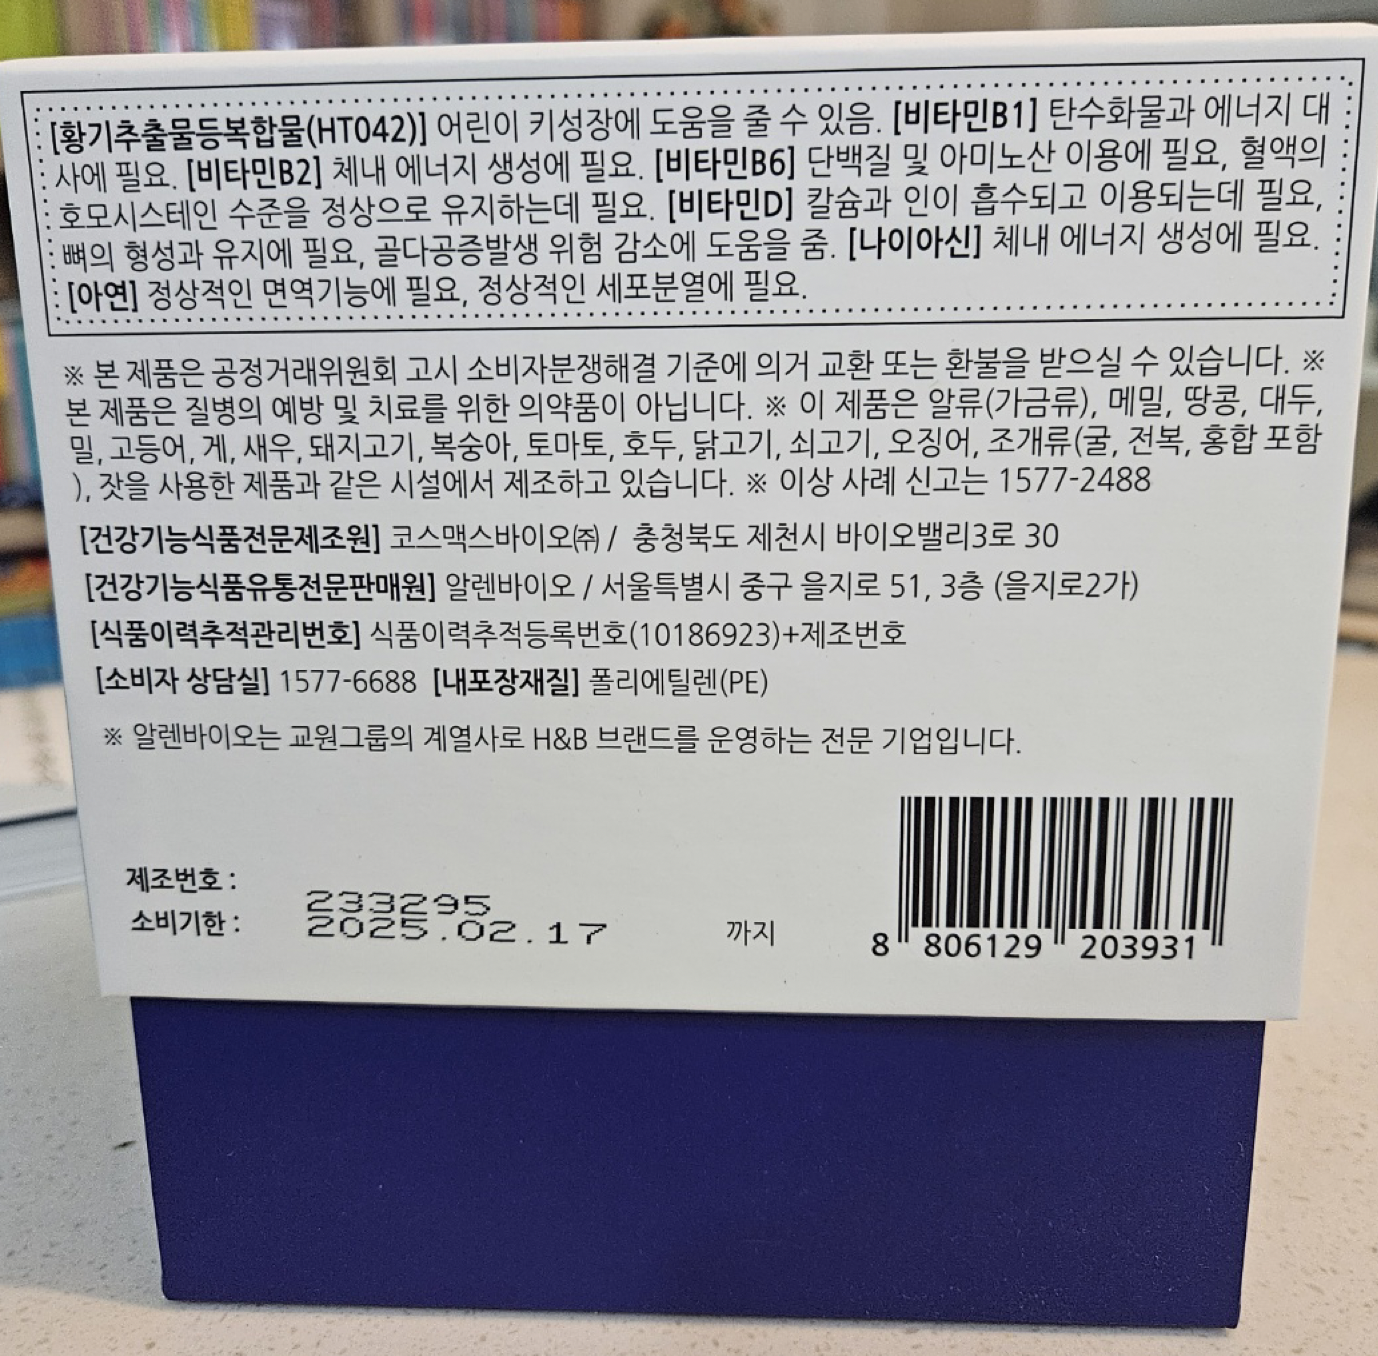 [황기추출물등복합물(HT042)] 어린이 키성장에 도움을 줄 수 있음. [비타민B1] 탄수화물과 에너지 대
사에 필요. [비타민B2] 체내 에너지 생성에 필요. [비타민B6] 단백질 및 아미노산 이용에 필요, 혈액의
호모시스테인 수준을 정상으로 유지하는데 필요. [비타민D] 칼슘과 인이 흡수되고 이용되는데 필요,
뼈의 형성과 유지에 필요, 골다공증발생 위험 감소에 도움을 줌. [나이아신] 체내 에너지 생성에 필요.
[아연] 정상적인 면역기능에 필요, 정상적인 세포분열에 필요.
※ 본 제품은 공정거래위원회 고시 소비자분쟁해결 기준에 의거 교환 또는 환불을 받으실 수 있습니다. ※
본 제품은 질병의 예방 및 치료를 위한 의약품이 아닙니다. ※ 이 제품은 알류(가금류), 메밀, 땅콩, 대두,
밀, 고등어, 게, 새우, 돼지고기, 복숭아, 토마토, 호두, 닭고기, 쇠고기, 오징어, 조개류(굴, 전복, 홍합 포함
), 잣을 사용한 제품과 같은 시설에서 제조하고 있습니다. ※ 이상 사례 신고는 1577-2488
[건강기능식품전문제조원] 코스맥스바이오㈜ / 충청북도 제천시 바이오밸리3로 30
[건강기능식품유통전문판매원] 알렌바이오 / 서울특별시 중구 을지로 51, 3층 (을지로2가)
[식품이력추적관리번호] 식품이력추적등록번호(10186923)+제조번호
[소비자 상담실] 1577-6688 [내포장재질] 폴리에틸렌(PE)
※ 알렌바이오는 교원그룹의 계열사로 H&B 브랜드를 운영하는 전문 기업입니다.
제조번호 : 233295
소비기한 : 2025.02.17 까지
8 806129 203931